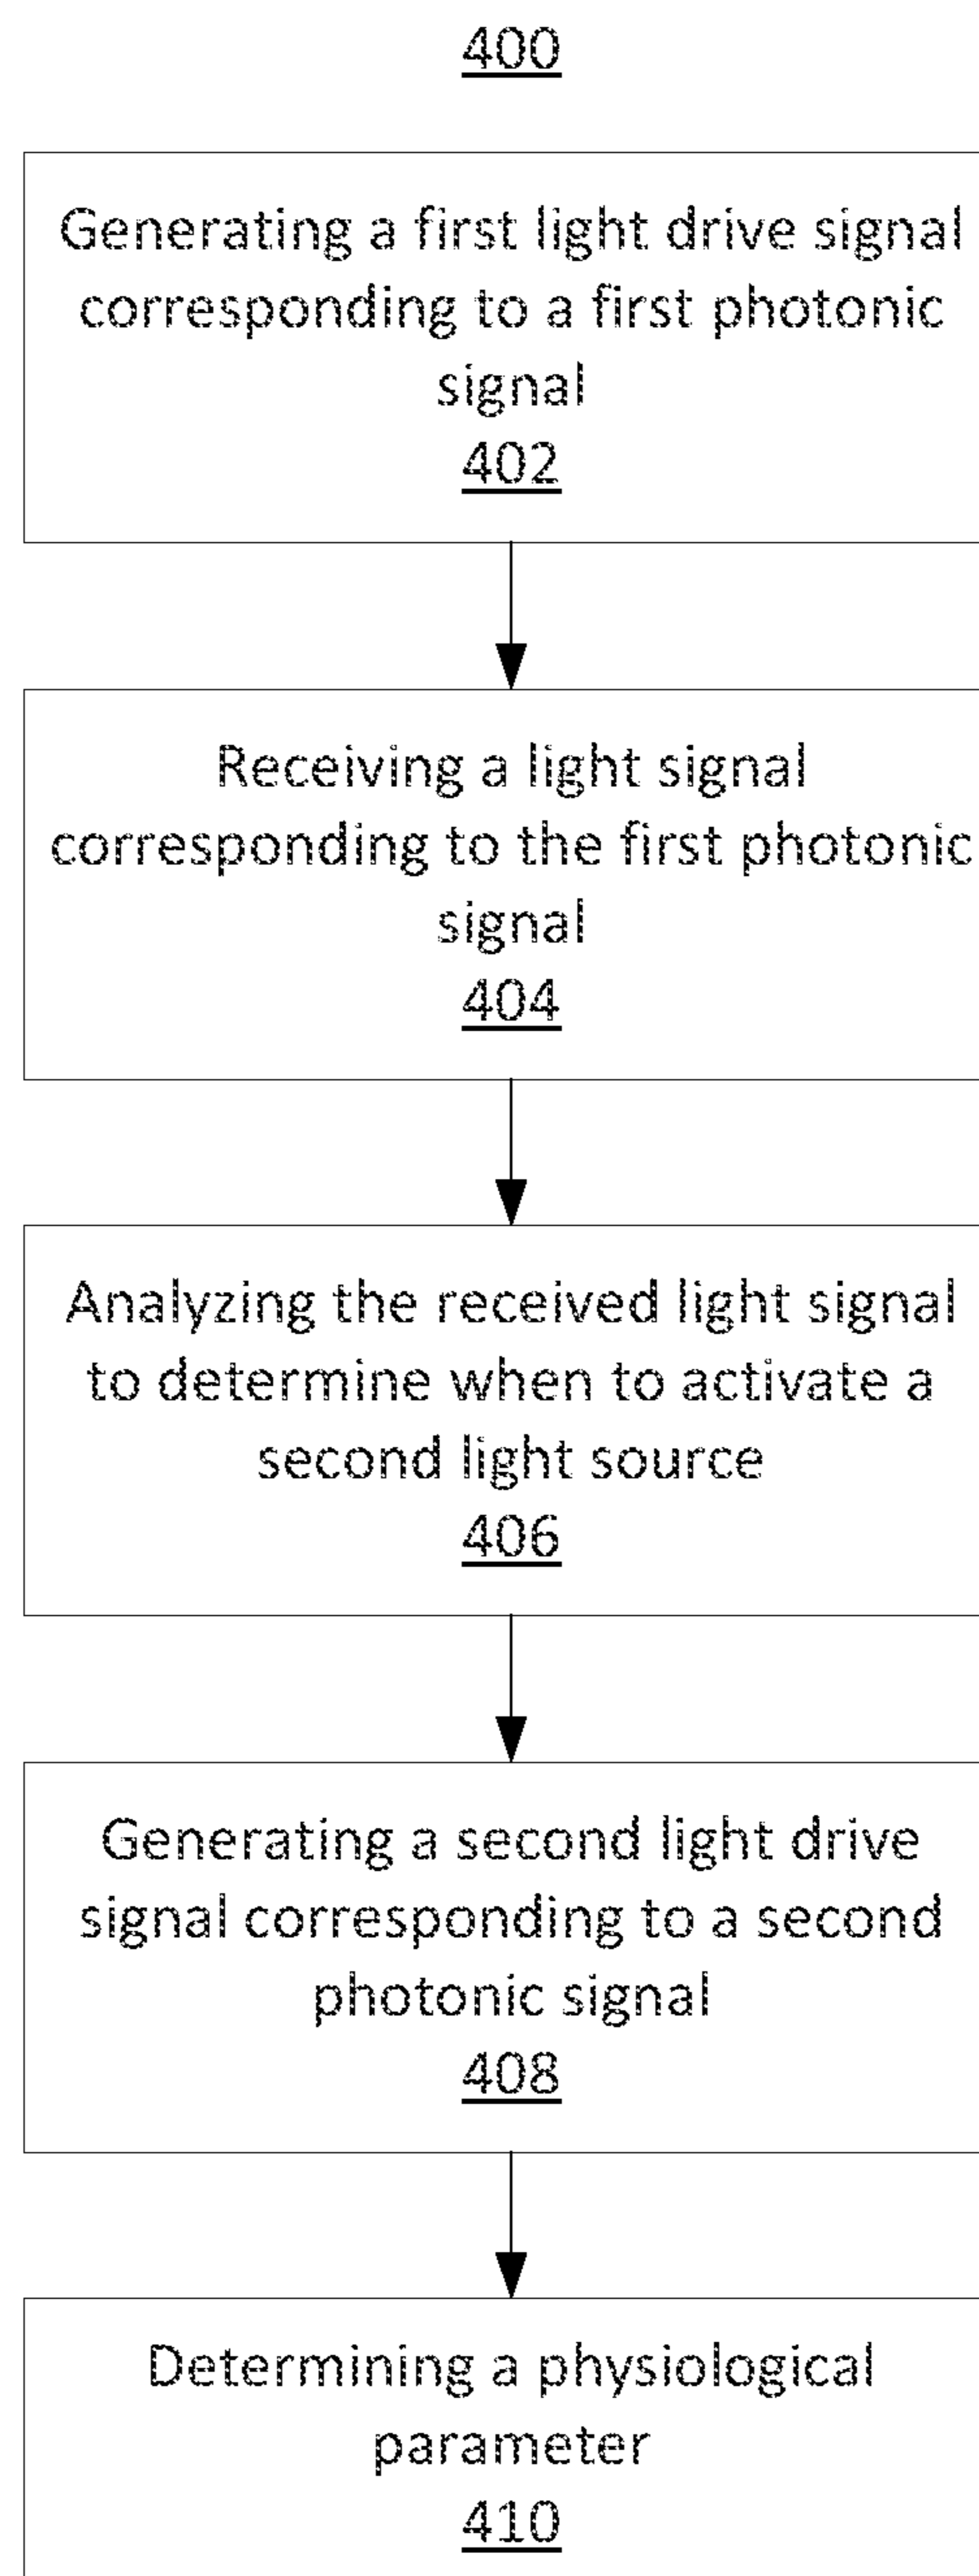 400
Generating a first light drive signal
corresponding to a first photonic
signal
402
Receiving a light signal
corresponding to the first photonic
signal
404
Analyzing the received light signal
to determine when to activate a
second light source
406
Generating a second light drive
signal corresponding to a second
photonic signal
408
Determining a physiological
parameter
410